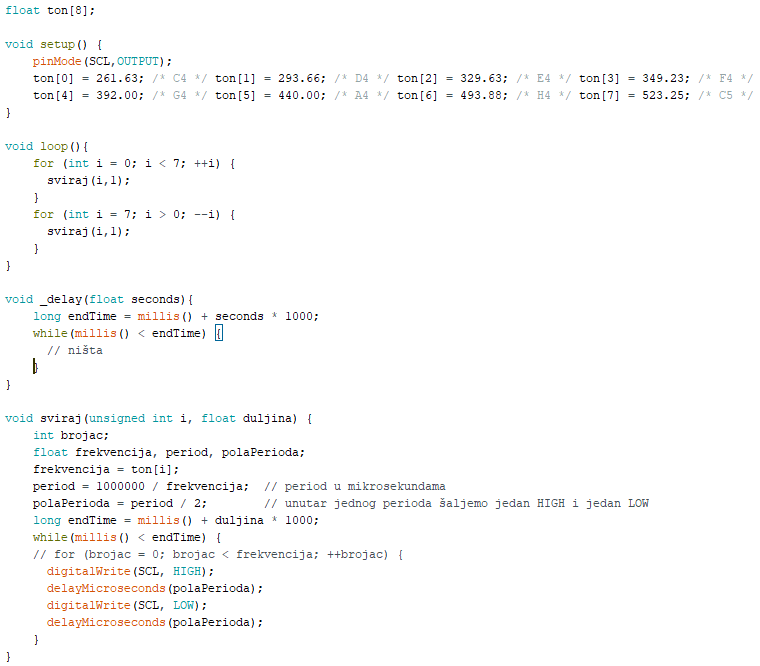 float ton[8];

void setup() {
    pinMode(SCL,OUTPUT);
    ton[0] = 261.63; /* C4 */ ton[1] = 293.66; /* D4 */ ton[2] = 329.63; /* E4 */ ton[3] = 349.23; /* F4 */
    ton[4] = 392.00; /* G4 */ ton[5] = 440.00; /* A4 */ ton[6] = 493.88; /* H4 */ ton[7] = 523.25; /* C5 */
}

void loop(){
    for (int i = 0; i < 7; ++i) {
      sviraj(i,1);
    }
    for (int i = 7; i > 0; --i) {
      sviraj(i,1);
    }
}

void _delay(float seconds){
    long endTime = millis() + seconds * 1000;
    while(millis() < endTime) {
      // ništa
    }
}

void sviraj(unsigned int i, float duljina) {
    int brojac;
    float frekvencija, period, polaPerioda;
    frekvencija = ton[i];
    period = 1000000 / frekvencija;  // period u mikrosekundama
    polaPerioda = period / 2;        // unutar jednog perioda šaljemo jedan HIGH i jedan LOW
    long endTime = millis() + duljina * 1000;
    while(millis() < endTime) {
    // for (brojac = 0; brojac < frekvencija; ++brojac) {
      digitalWrite(SCL, HIGH);
      delayMicroseconds(polaPerioda);
      digitalWrite(SCL, LOW);
      delayMicroseconds(polaPerioda);
    }
}